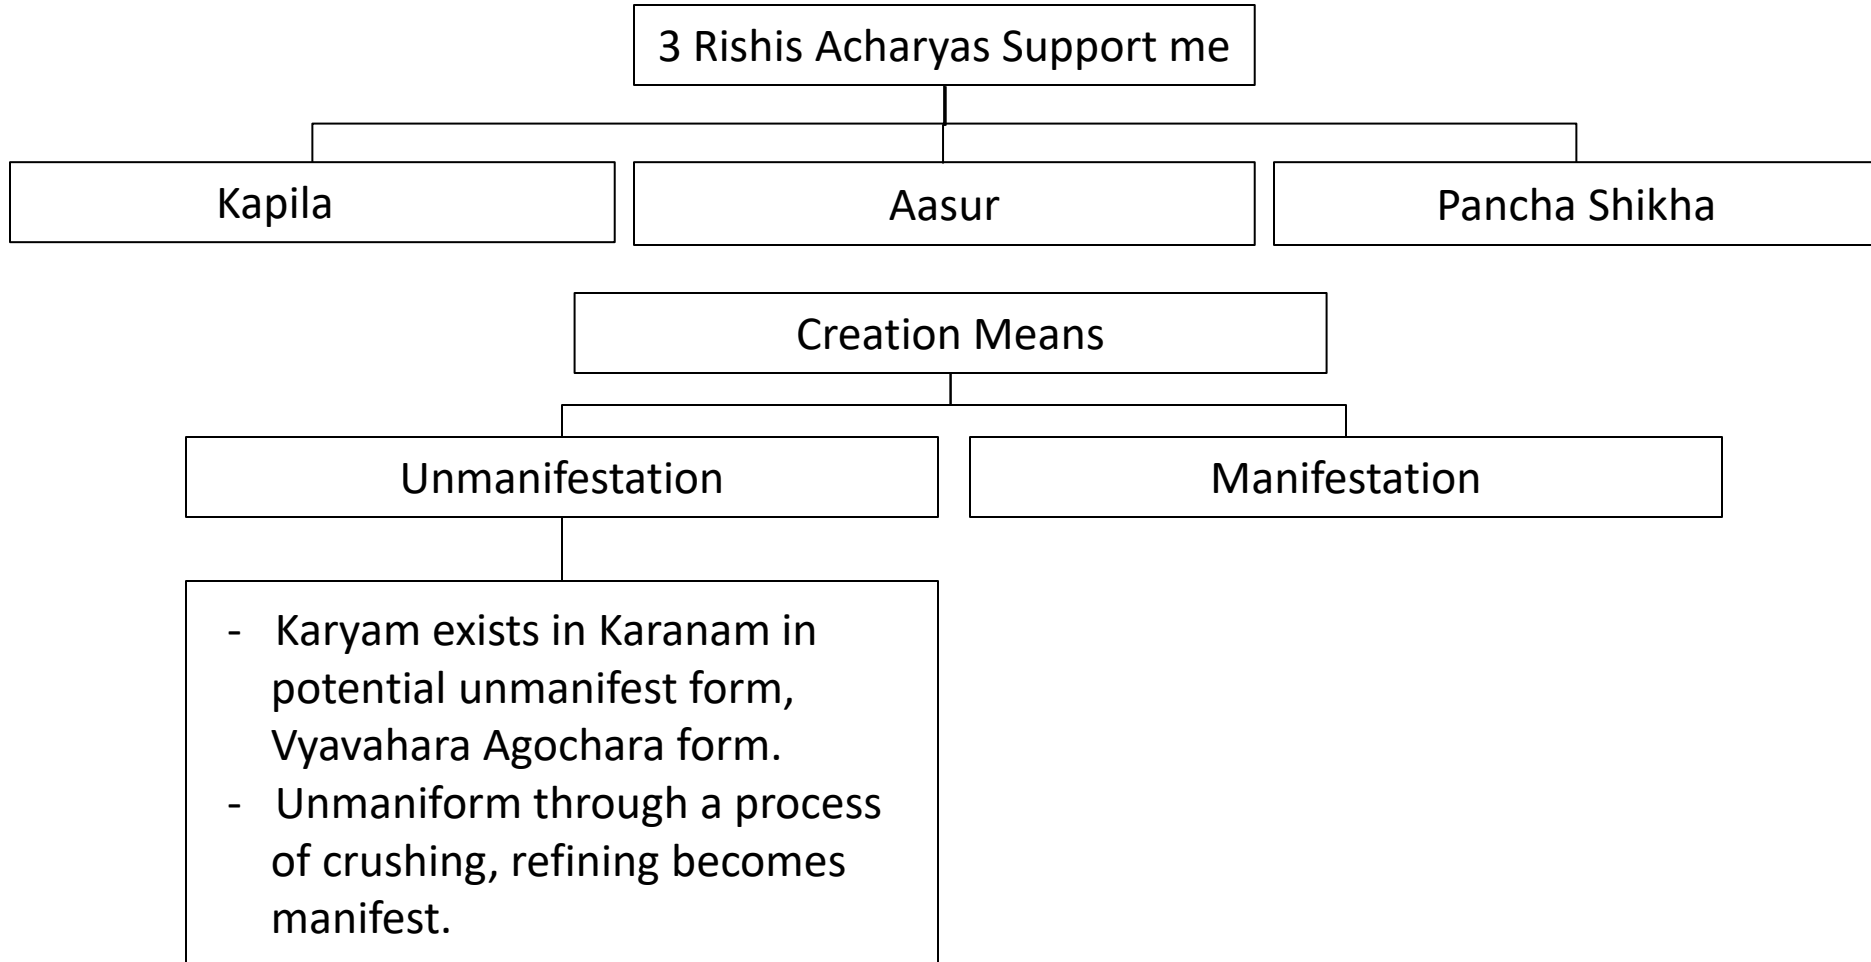 3 Rishis Acharyas Support me
Kapila
Aasur
Pancha Shikha
Creation Means
Unmanifestation
Manifestation
- Karyam exists in Karanam in
potential unmanifest form,
Vyavahara Agochara form.
- Unmaniform through a process
of crushing, refining becomes
manifest.